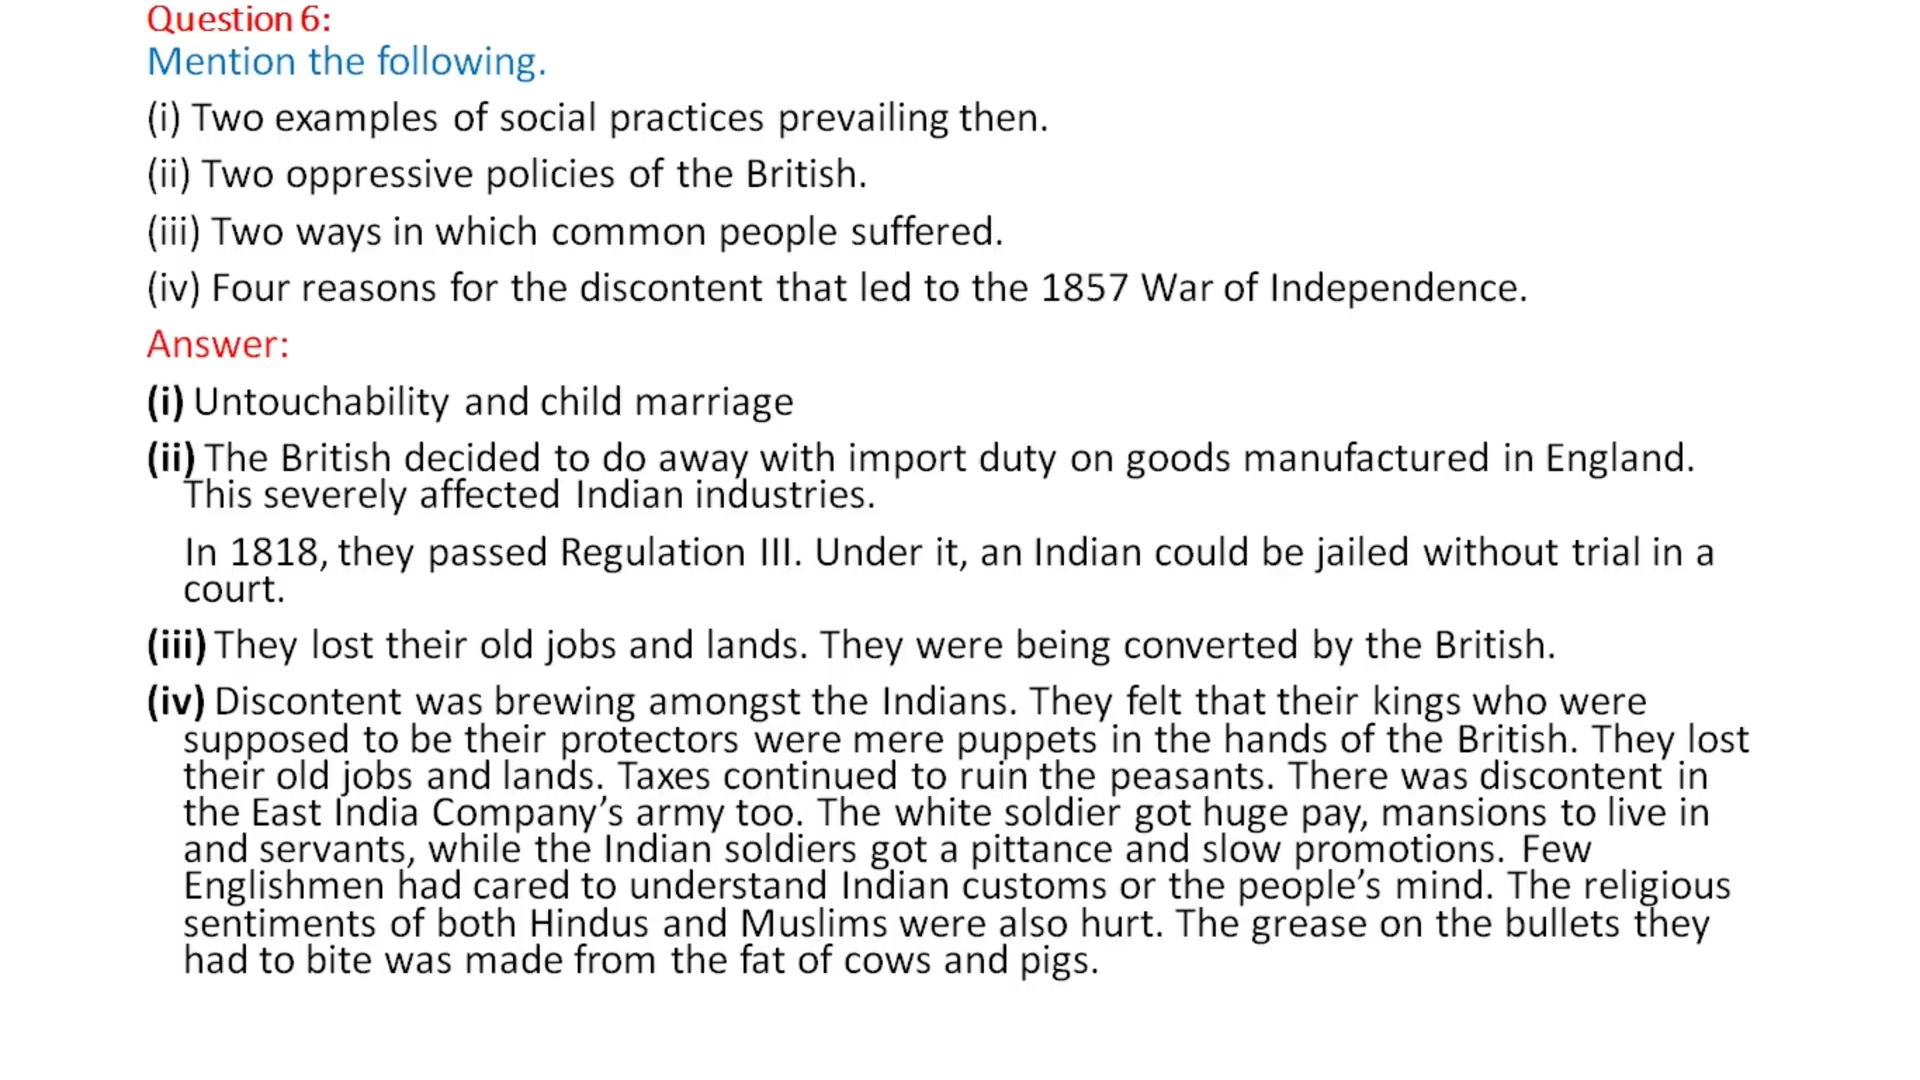 Question 6:
Mention the following.
(i) Two examples of social practices prevailing then.
(ii) Two oppressive policies of the British.
(iii) Two ways in which common people suffered.
(iv) Four reasons for the discontent that led to the 1857 War of Independence.
Answer:
(i) Untouchability and child marriage
(ii) The British decided to do away with import duty on goods manufactured in England.
This severely affected Indian industries.
In 1818, they passed Regulation III. Under it, an Indian could be jailed without trial in a
court.
(iii) They lost their old jobs and lands. They were being converted by the British.
(iv) Discontent was brewing amongst the Indians. They felt that their kings who were
supposed to be their protectors were mere puppets in the hands of the British. They lost
their old jobs and lands. Taxes continued to ruin the peasants. There was discontent in
the East India Company’s army too. The white soldier got huge pay, mansions to live in
and servants, while the Indian soldiers got a pittance and slow promotions. Few
Englishmen had cared to understand Indian customs or the people’s mind. The religious
sentiments of both Hindus and Muslims were also hurt. The grease on the bullets they
had to bite was made from the fat of cows and pigs.